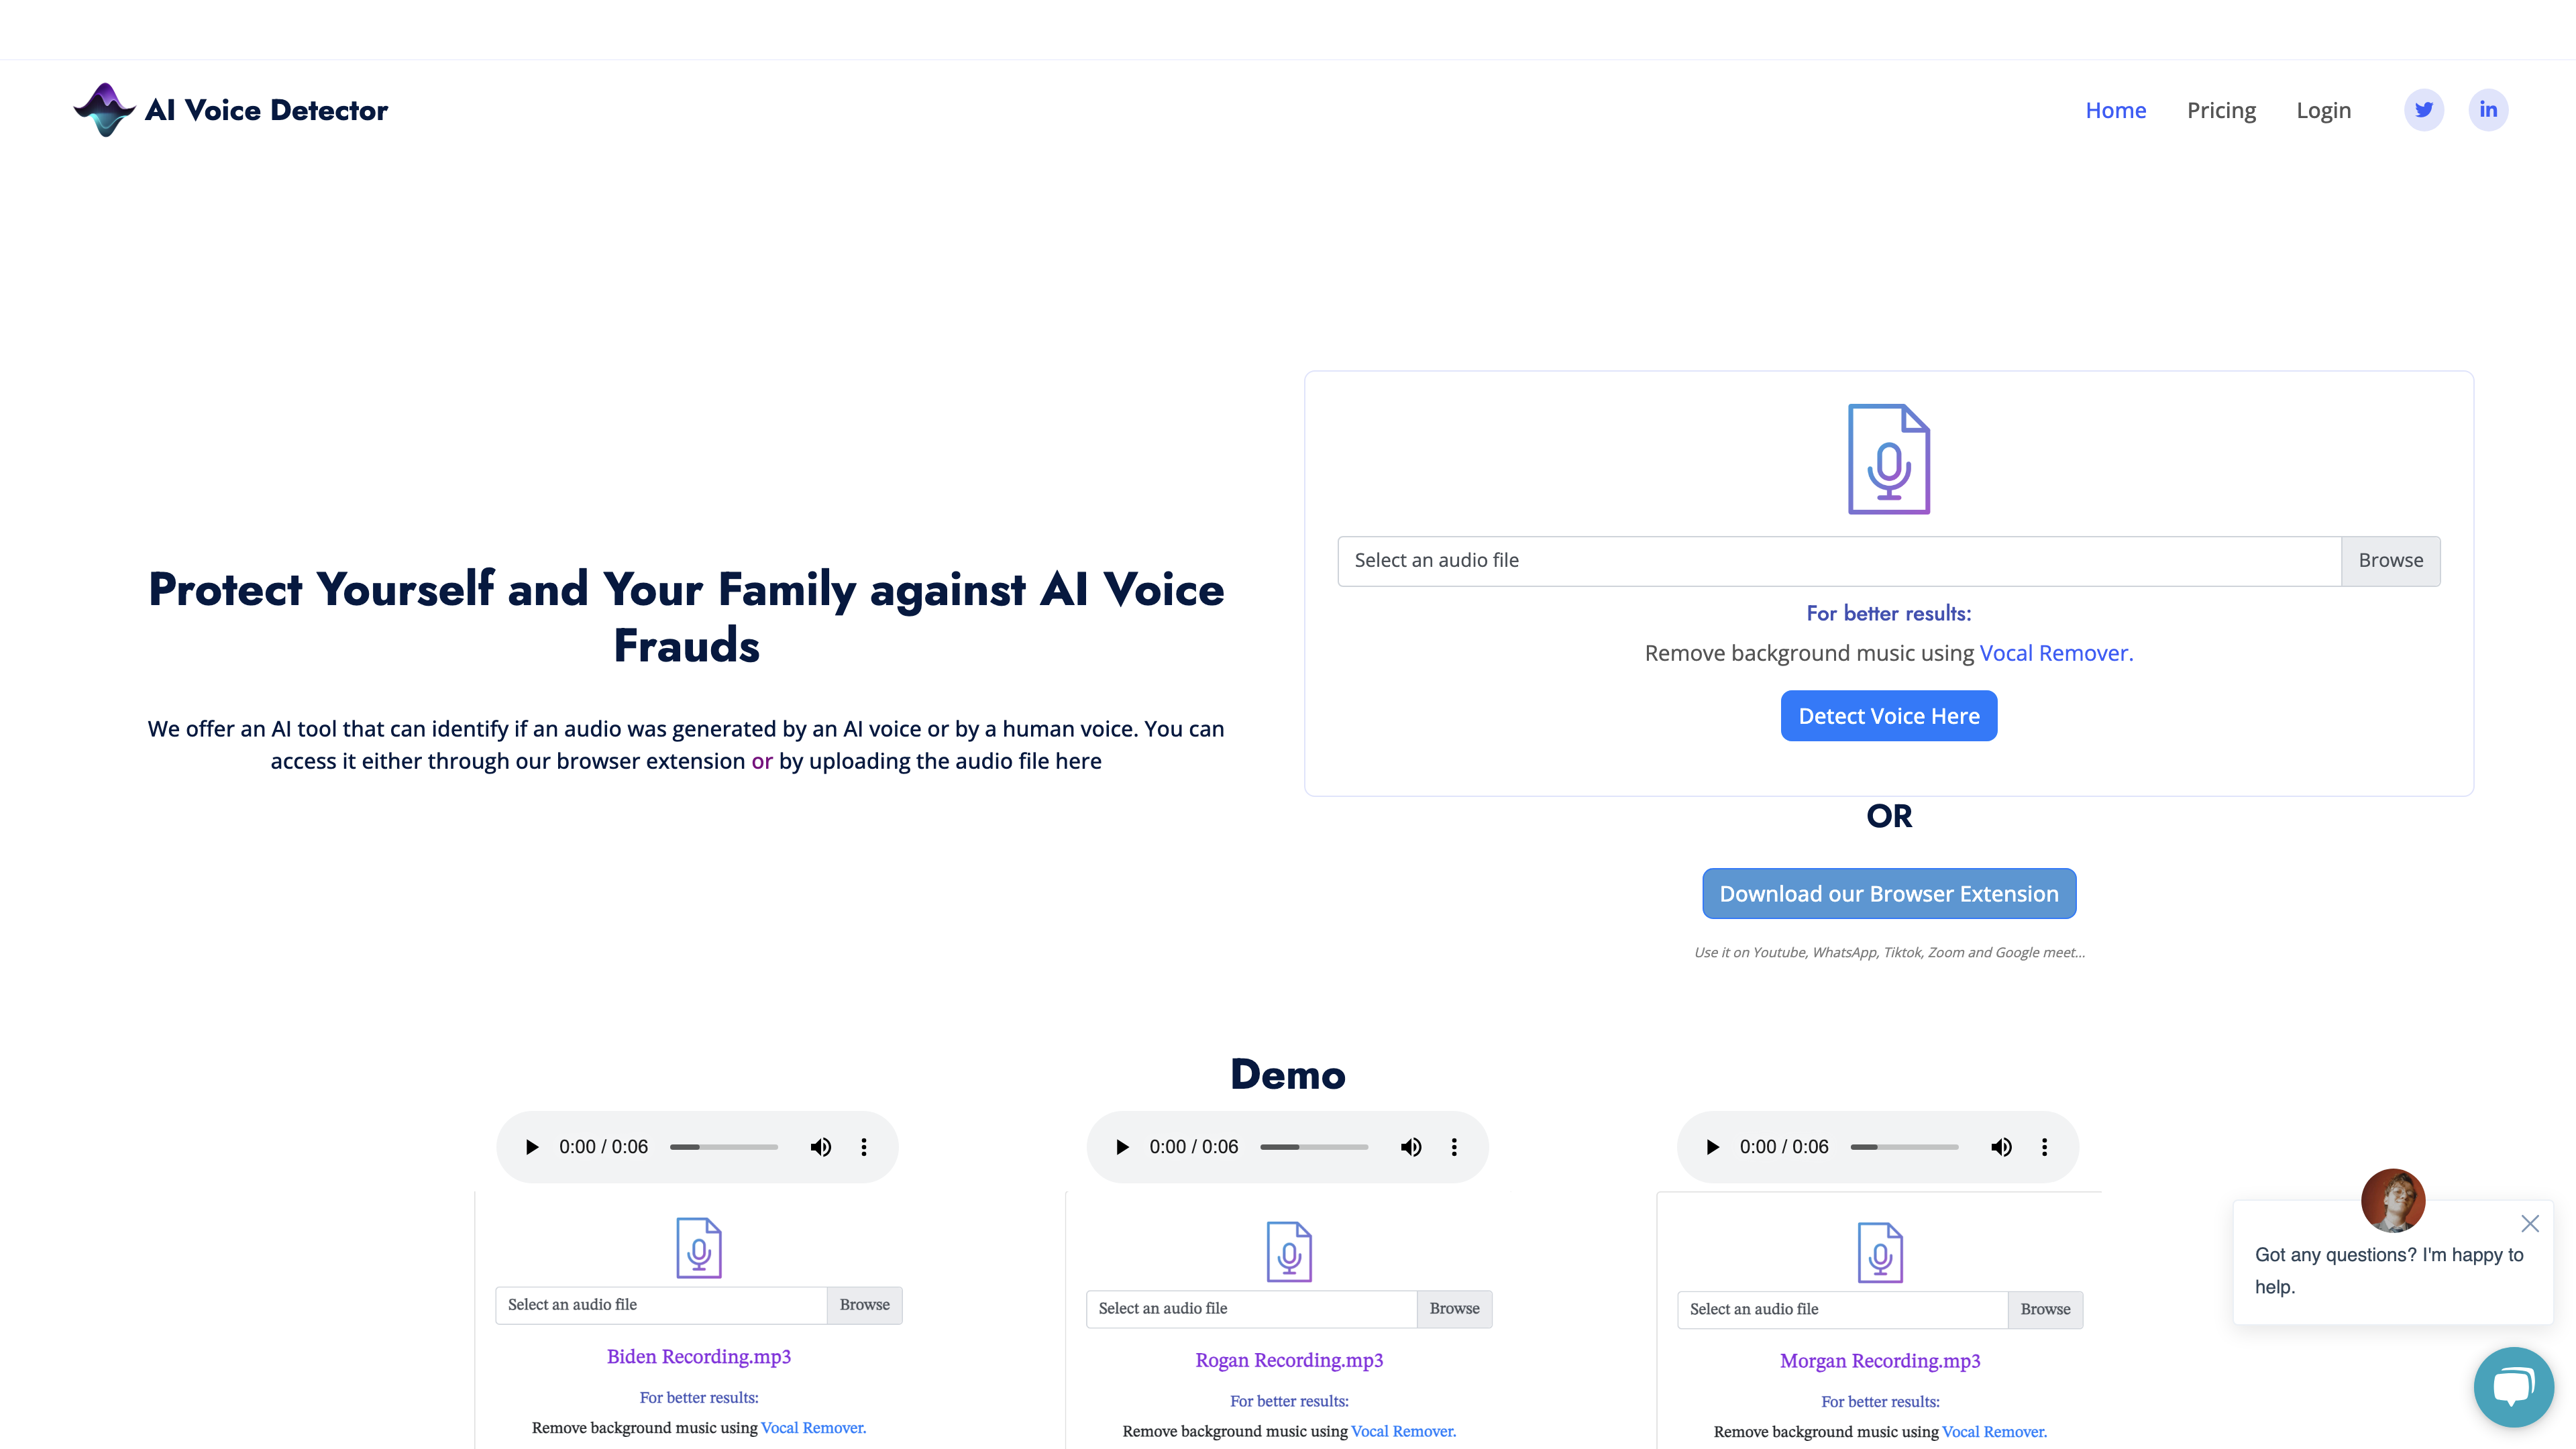 AI Voice Detector
Home
Pricing
Login
Protect Yourself and Your Family against AI Voice
Frauds
We offer an AI tool that can identify if an audio was generated by an AI voice or by a human voice. You can
access it either through our browser extension or by uploading the audio file here
Select an audio file
Browse
For better results:
Remove background music using Vocal Remover.
Detect Voice Here
OR
Download our Browser Extension
Use it on Youtube, WhatsApp, Tiktok, Zoom and Google meet...
Demo
0:00 / 0:06
Select an audio file
Browse
Biden Recording.mp3
For better results:
Remove background music using Vocal Remover.
0:00 / 0:06
Select an audio file
Browse
Rogan Recording.mp3
For better results:
Remove background music using Vocal Remover.
0:00 / 0:06
Select an audio file
Browse
Morgan Recording.mp3
For better results:
Remove background music using Vocal Remover.
Got any questions? I'm happy to
help.